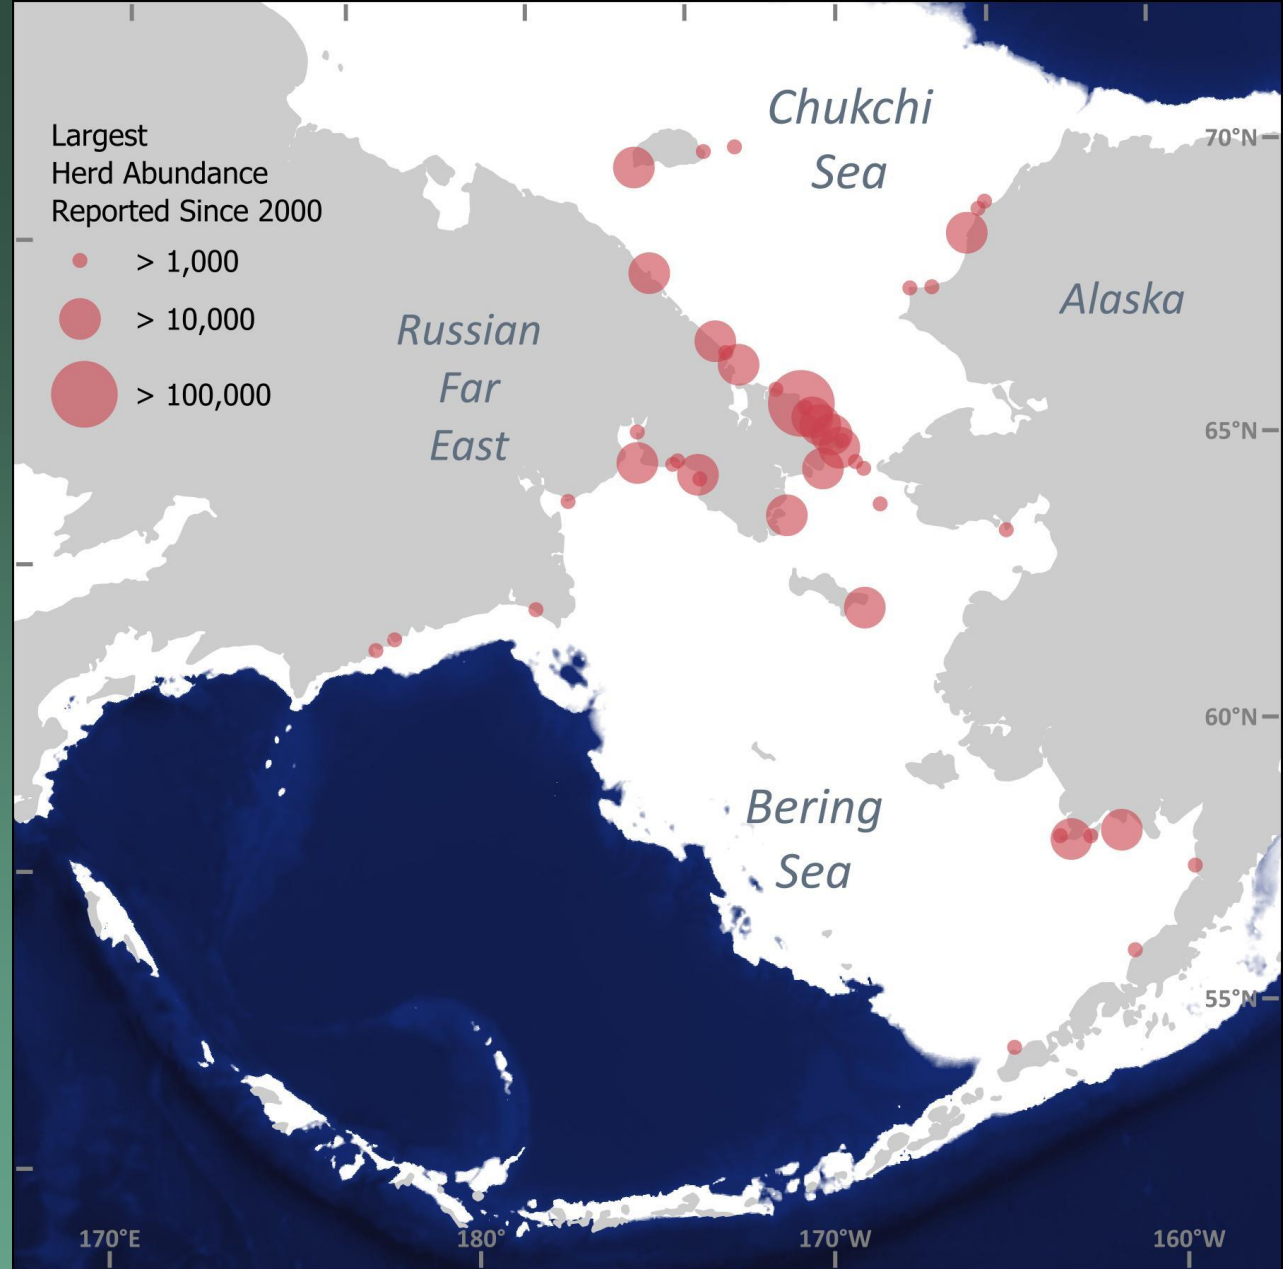 Chukchi
Sea
70°N
Largest
Herd Abundance
Reported Since 2000
> 1,000
> 10,000
> 100,000
Alaska
Russian
Far
East
65°N
60°N
Bering
Sea
55°N
170°E
180°
170°W
160°W